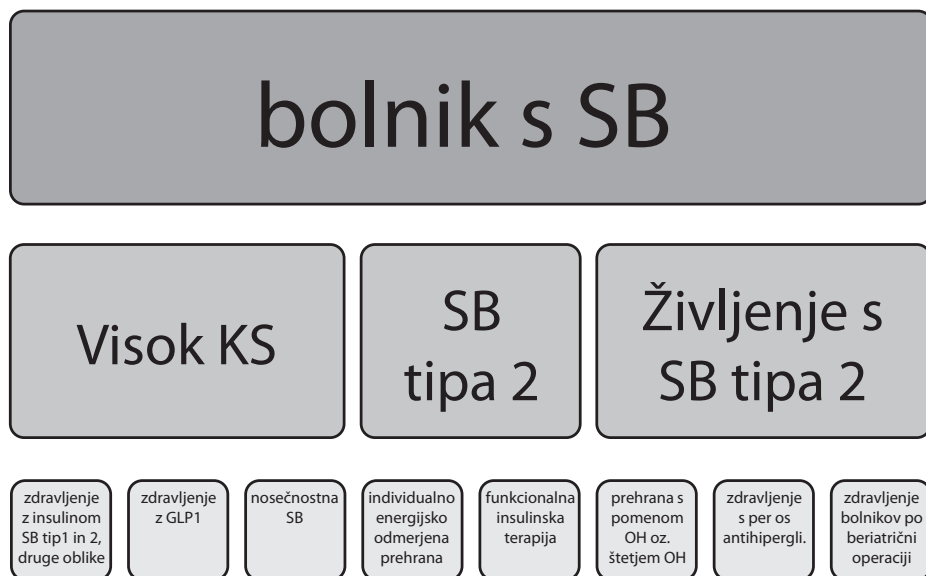 bolnik s SB
Visok KS
SB
tipa 2
Življenje s
SB tipa 2
zdravljenje
z insulinom
SB tip1 in 2,
druge oblike
zdravljenje
z GLP1
nosečnostna
SB
individualno
energijsko
odmerjena
prehrana
funkcionalna
insulinska
terapija
prehrana s
pomenom
OH oz.
štetjem OH
zdravljenje
s per os
antihipergli.
zdravljenje
bolnikov po
beriatrični
operaciji